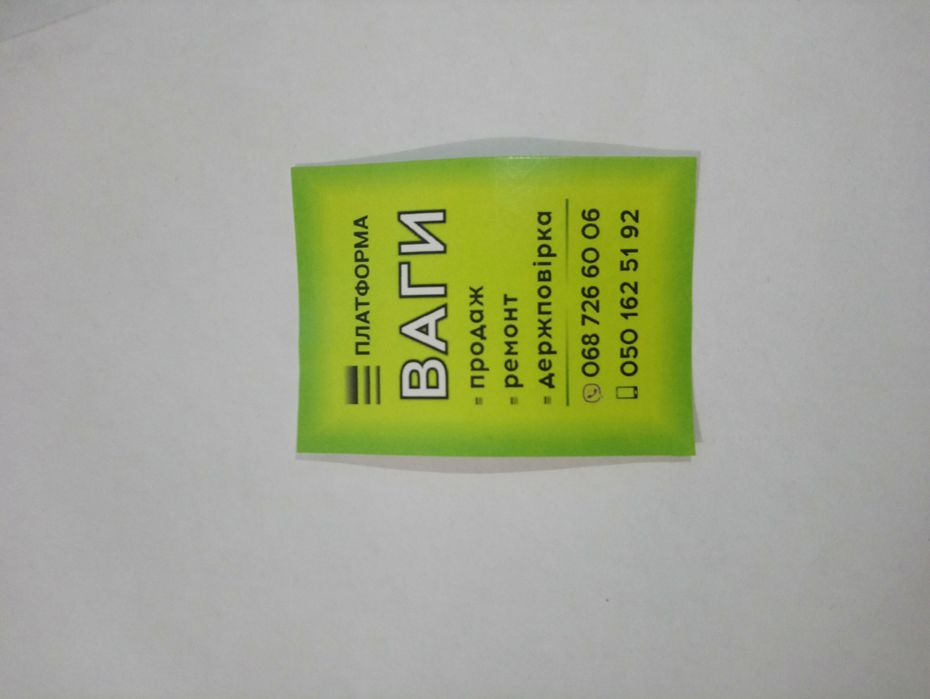 ПЛАТФОРМА
ВАГИ
продаж
ремонт
держповірка
068 726 60 06
050 162 51 92